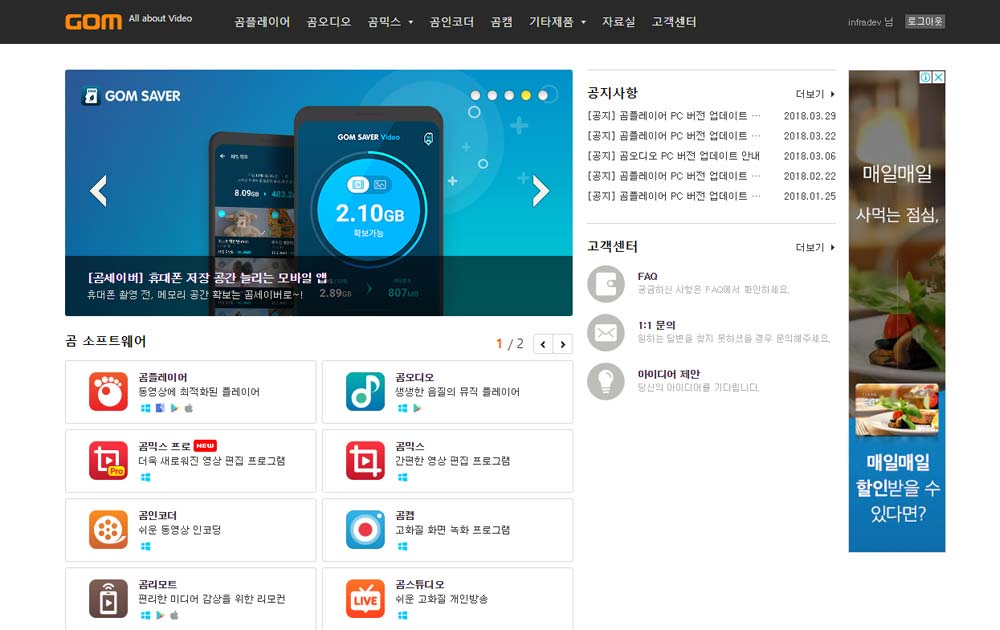 GOM All about Video
곰플레이어 곰오디오 곰믹스 곰인코더 곰캠 기타제품 자료실 고객센터
infradev 님 로그아웃
GOM SAVER
GOM SAVER Video
8.09GB
2.10GB
확보가능
2.89GB 807MB
[곰세이버] 휴대폰 저장 공간 늘리는 모바일 앱
휴대폰 촬영 전, 메모리 공간 확보는 곰세이버로~!
공지사항 더보기
[공지] 곰플레이어 PC 버전 업데이트 … 2018.03.29
[공지] 곰플레이어 PC 버전 업데이트 … 2018.03.22
[공지] 곰오디오 PC 버전 업데이트 안내 2018.03.06
[공지] 곰플레이어 PC 버전 업데이트 … 2018.02.22
[공지] 곰플레이어 PC 버전 업데이트 … 2018.01.25
고객센터 더보기
FAQ
궁금하신 사항은 FAQ에서 확인하세요.
1:1 문의
원하는 답변을 찾지 못하셨을 경우 문의해주세요.
아이디어 제안
당신의 아이디어를 기다립니다.
곰 소프트웨어 1 / 2
곰플레이어
동영상에 최적화된 플레이어
곰오디오
생생한 음질의 뮤직 플레이어
곰믹스 프로 NEW
더욱 새로워진 영상 편집 프로그램
Pro
곰믹스
간편한 영상 편집 프로그램
곰인코더
쉬운 동영상 인코딩
곰캠
고화질 화면 녹화 프로그램
곰리모트
편리한 미디어 감상을 위한 리모컨
곰스튜디오
쉬운 고화질 개인방송
LIVE
매일매일
사먹는 점심,
매일매일
할인받을 수
있다면?